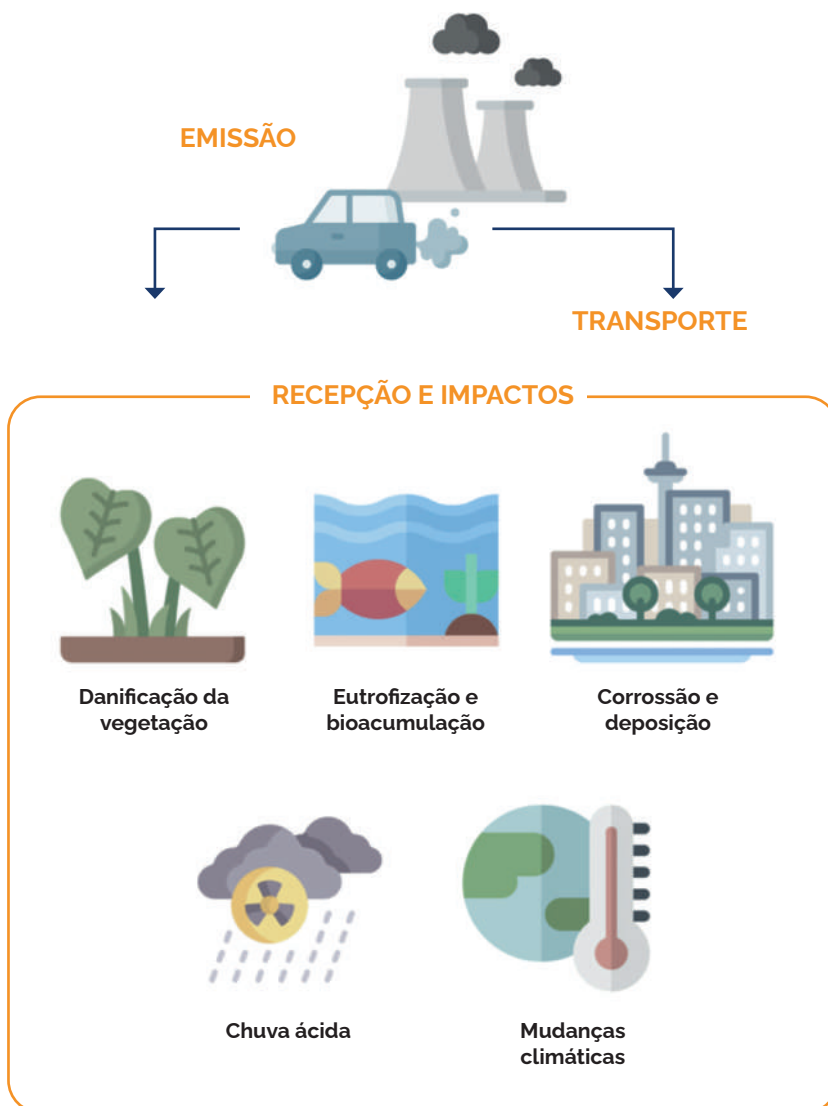 EMISSÃO
TRANSPORTE
RECEPÇÃO E IMPACTOS
Danificação da
vegetação
Eutrofização e
bioacumulação
Corrossão e
deposição
Chuva ácida
Mudanças
climáticas